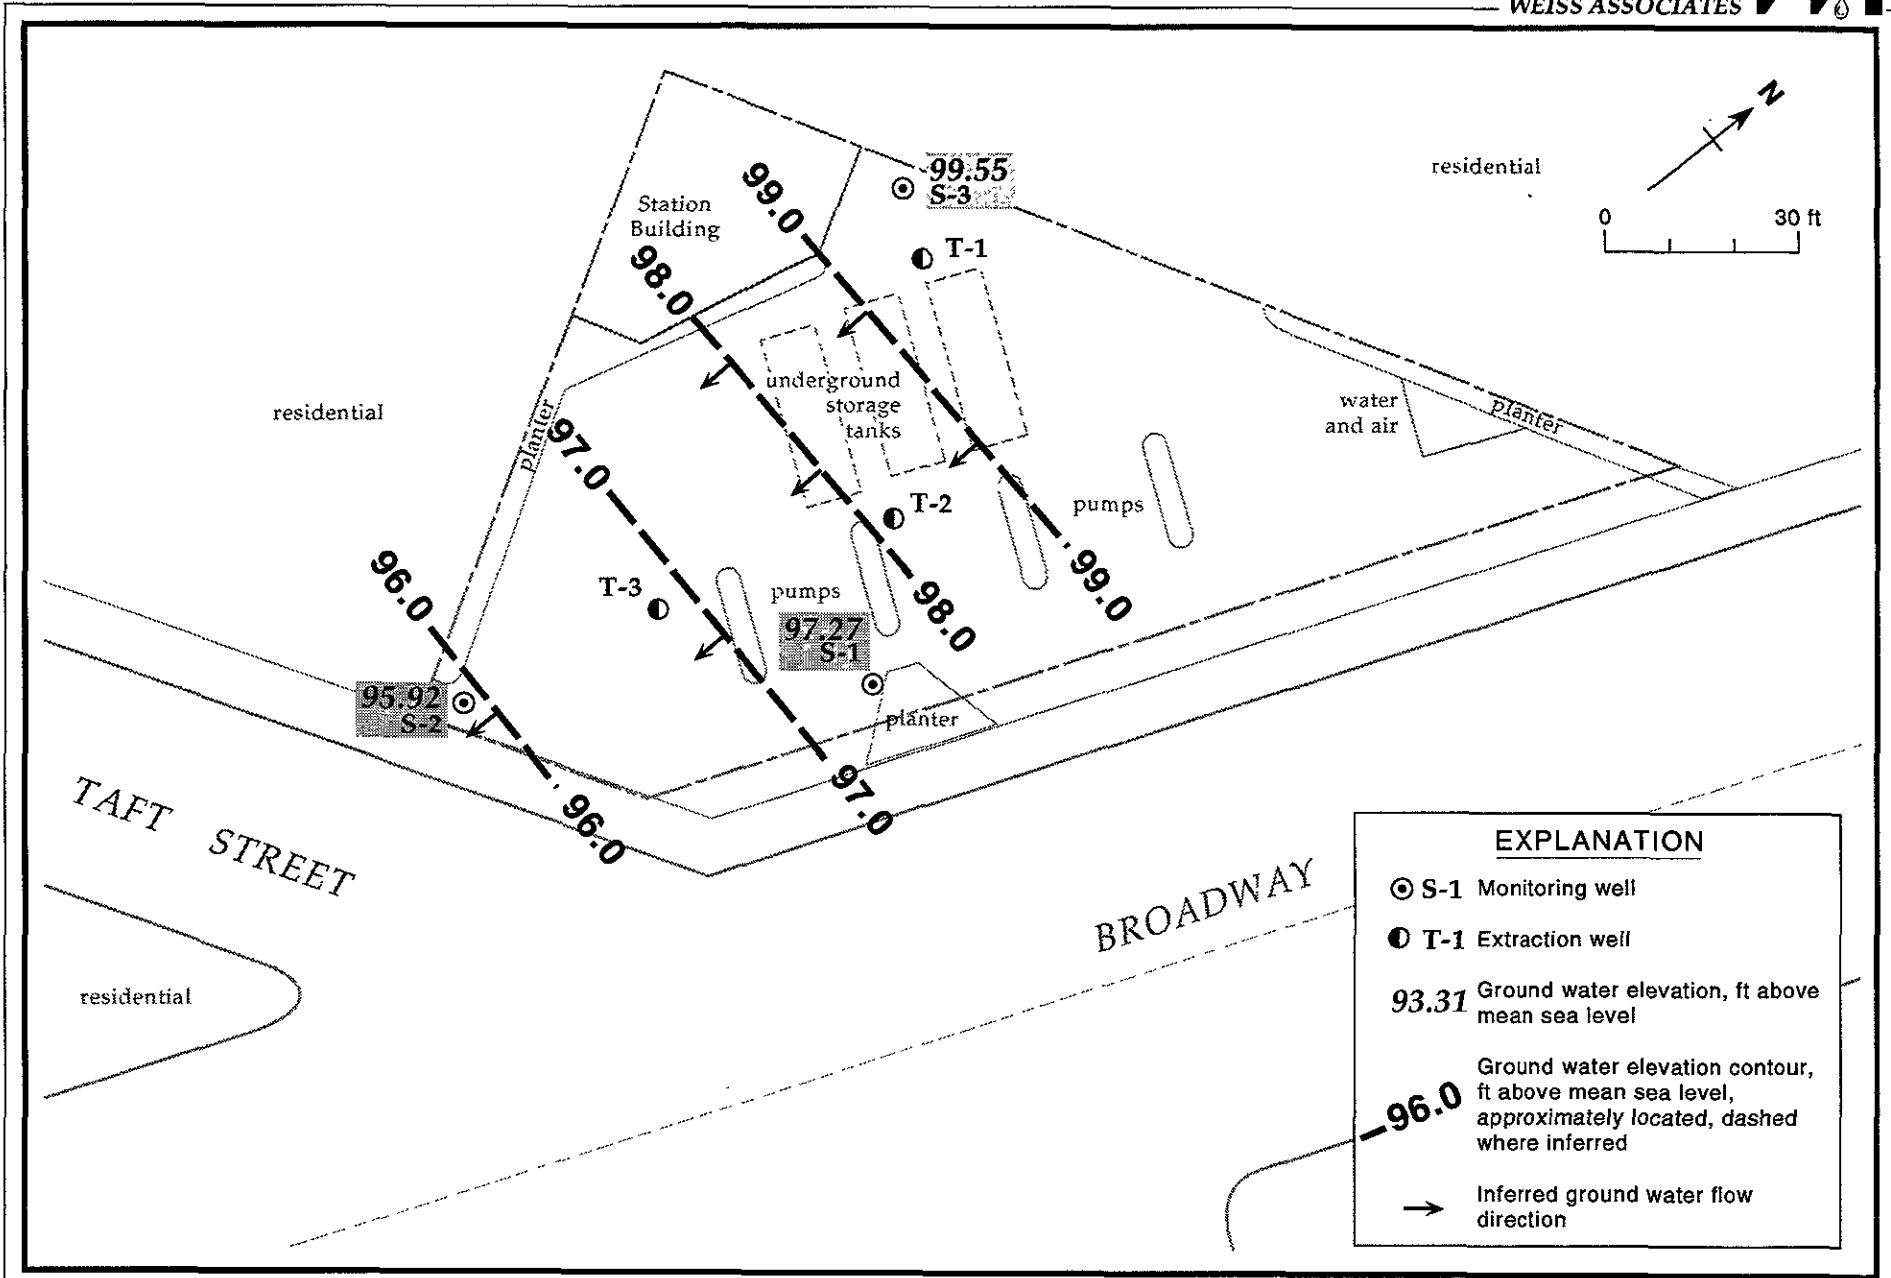 WEISS ASSOCIATES
N
0 30 ft
residential
99.55
S-3
99.0
Station
Building
T-1
98.0
residential
underground
storage
tanks
water
and air
planter
planter
97.0
pumps
T-2
99.0
96.0
T-3
pumps
98.0
97.27
S-1
95.92
S-2
planter
97.0
96.0
TAFT STREET
BROADWAY
residential
EXPLANATION
S-1 Monitoring well
T-1 Extraction well
93.31 Ground water elevation, ft above
mean sea level
96.0 Ground water elevation contour,
ft above mean sea level,
approximately located, dashed
where inferred
Inferred ground water flow
direction